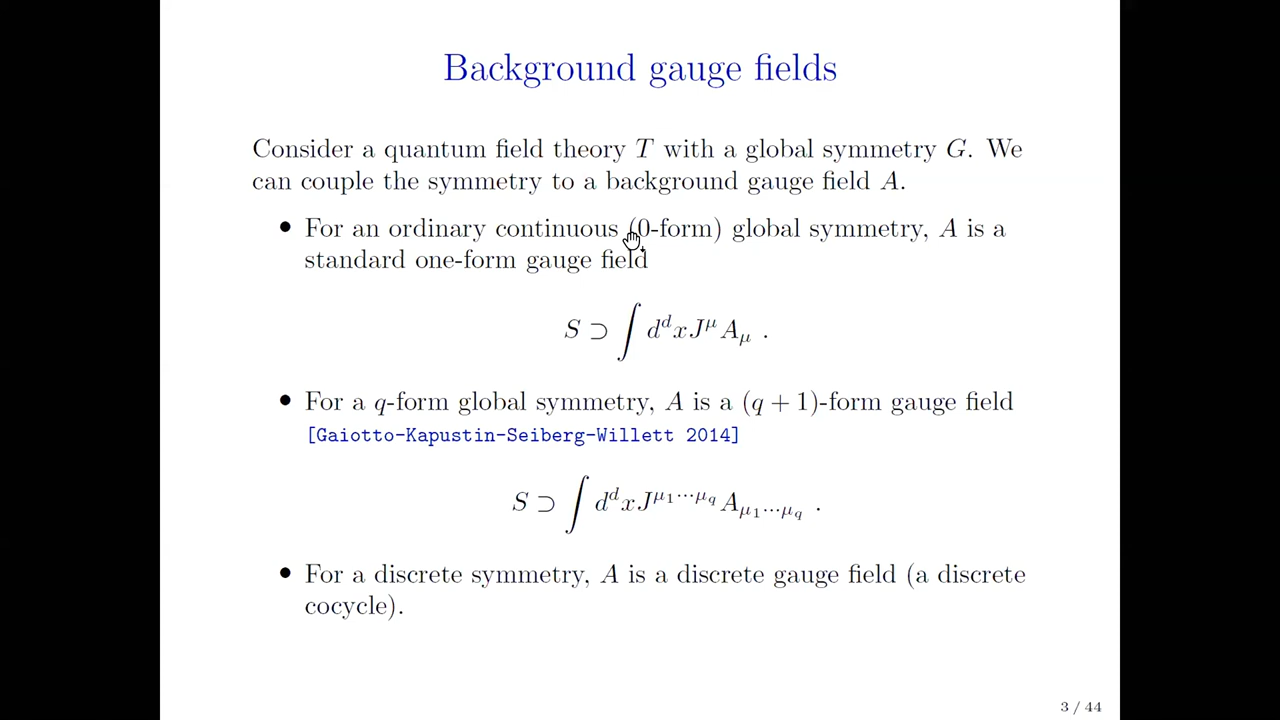 Background gauge fields
Consider a quantum field theory T with a global symmetry G. We
can couple the symmetry to a background gauge field A.
• For an ordinary continuous (0-form) global symmetry, A is a
standard one-form gauge field
S ⊃ ∫ d^d x J^μ A_μ .
• For a q-form global symmetry, A is a (q + 1)-form gauge field
[Gaiotto-Kapustin-Seiberg-Willett 2014]
S ⊃ ∫ d^d x J^{μ_1⋯μ_q} A_{μ_1⋯μ_q} .
• For a discrete symmetry, A is a discrete gauge field (a discrete
cocycle).
3 / 44